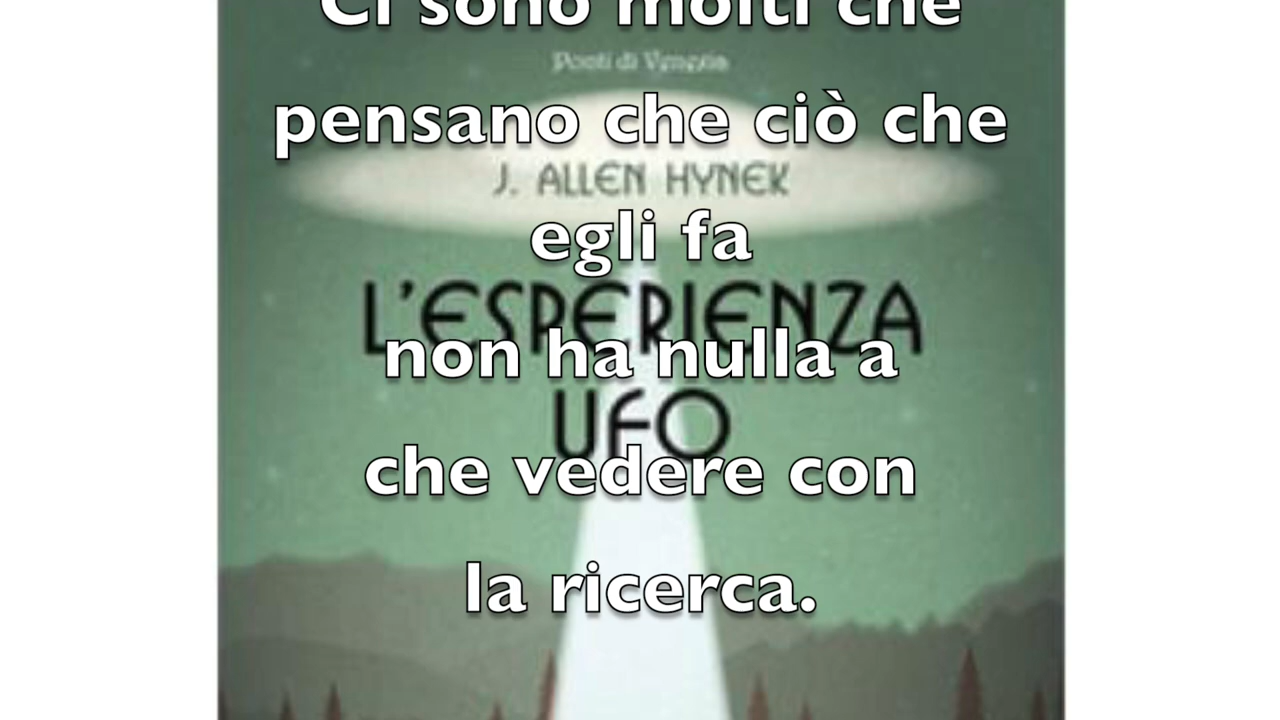 Ci sono molti che
Ponti di Venezia
pensano che ciò che
J. ALLEN HYNEK
egli fa
L'ESPERIENZA
non ha nulla a
UFO
che vedere con
la ricerca.